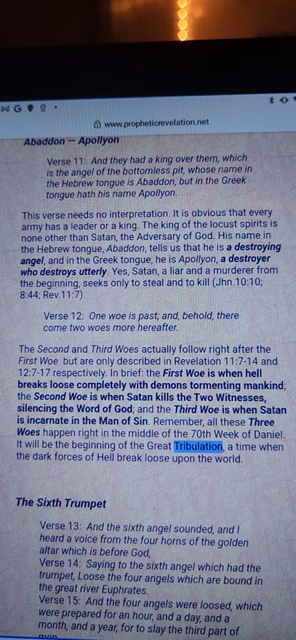 www.propheticrevelation.net
Abaddon — Apollyon
Verse 11: And they had a king over them, which
is the angel of the bottomless pit, whose name in
the Hebrew tongue is Abaddon, but in the Greek
tongue hath his name Apollyon.
This verse needs no interpretation. It is obvious that every
army has a leader or a king. The king of the locust spirits is
none other than Satan, the Adversary of God. His name in
the Hebrew tongue, Abaddon, tells us that he is a destroying
angel, and in the Greek tongue, he is Apollyon, a destroyer
who destroys utterly. Yes, Satan, a liar and a murderer from
the beginning, seeks only to steal and to kill (Jhn.10:10;
8:44; Rev.11:7).
Verse 12: One woe is past; and, behold, there
come two woes more hereafter.
The Second and Third Woes actually follow right after the
First Woe but are only described in Revelation 11:7-14 and
12:7-17 respectively. In brief: the First Woe is when hell
breaks loose completely with demons tormenting mankind;
the Second Woe is when Satan kills the Two Witnesses,
silencing the Word of God; and the Third Woe is when Satan
is incarnate in the Man of Sin. Remember, all these Three
Woes happen right in the middle of the 70th Week of Daniel.
It will be the beginning of the Great Tribulation, a time when
the dark forces of Hell break loose upon the world.
The Sixth Trumpet
Verse 13: And the sixth angel sounded, and I
heard a voice from the four horns of the golden
altar which is before God,
Verse 14: Saying to the sixth angel which had the
trumpet, Loose the four angels which are bound in
the great river Euphrates.
Verse 15: And the four angels were loosed, which
were prepared for an hour, and a day, and a
month, and a year, for to slay the third part of
men.